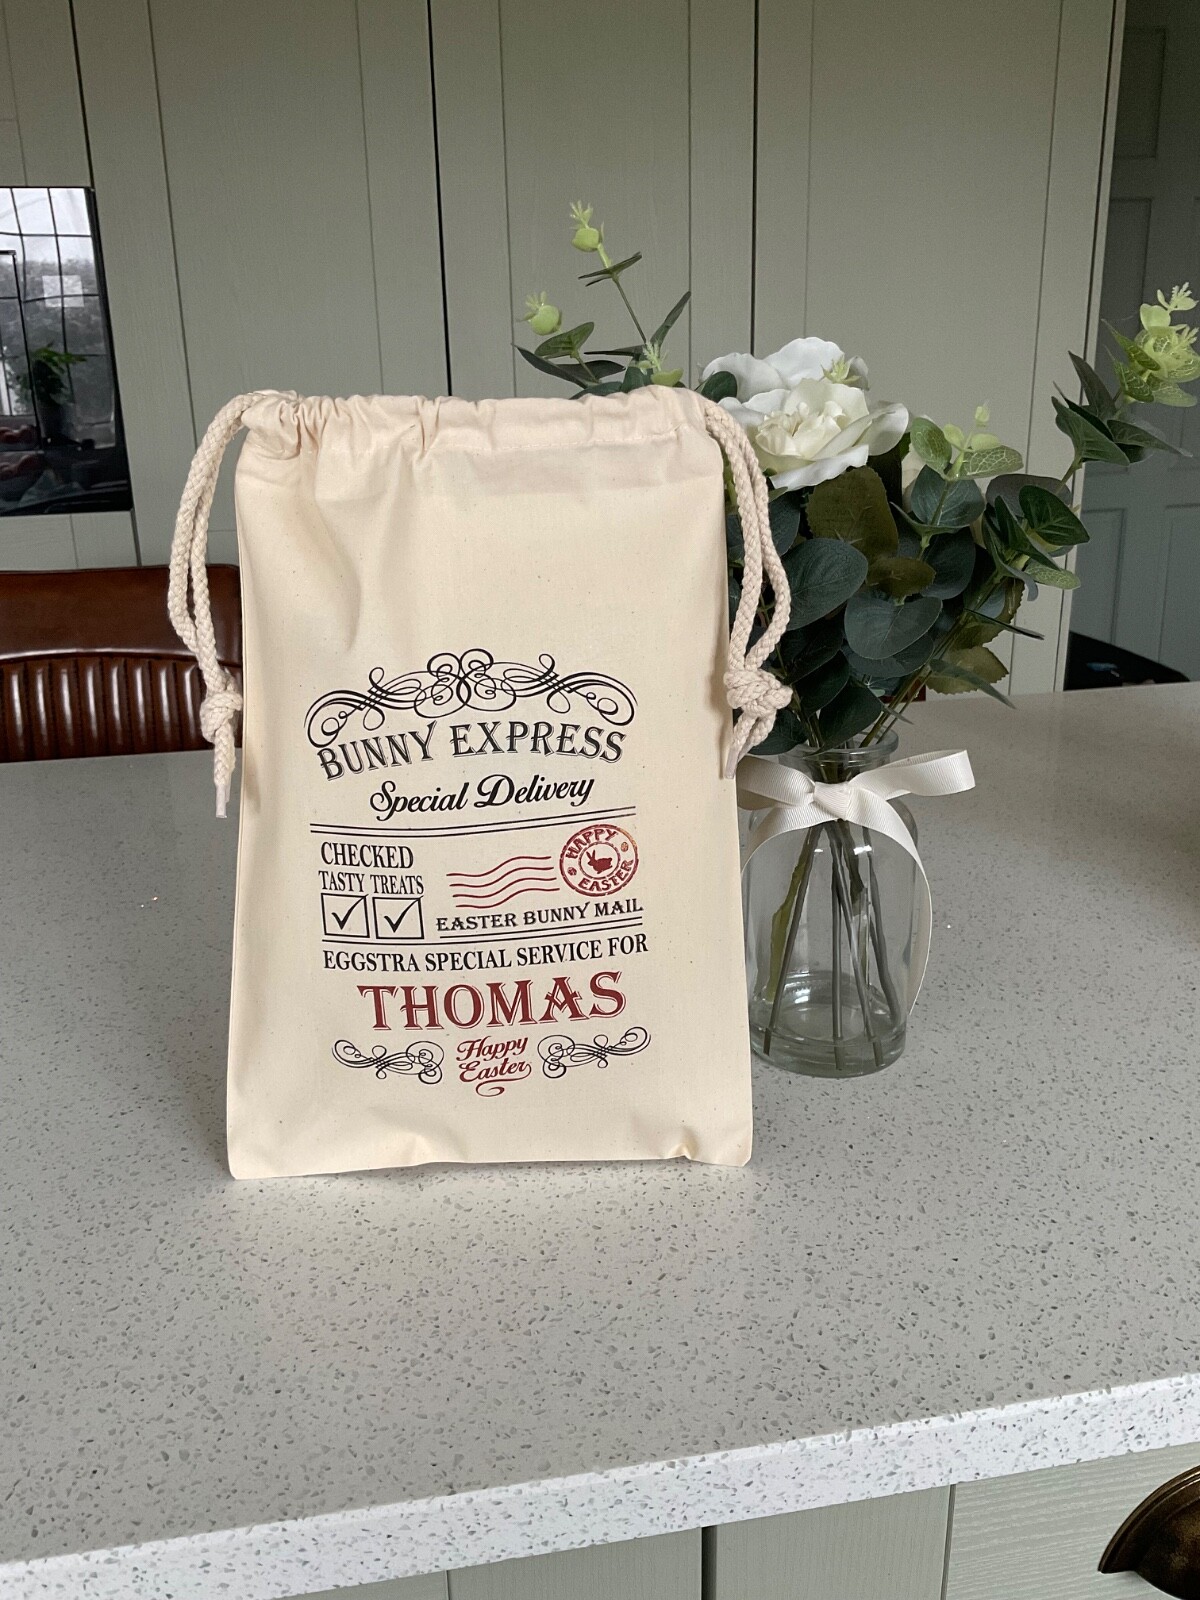 BUNNY EXPRESS
Special Delivery
CHECKED
TASTY TREATS
HAPPY
EASTER
EASTER BUNNY MAIL
EGGSTRA SPECIAL SERVICE FOR
THOMAS
Happy
Easter